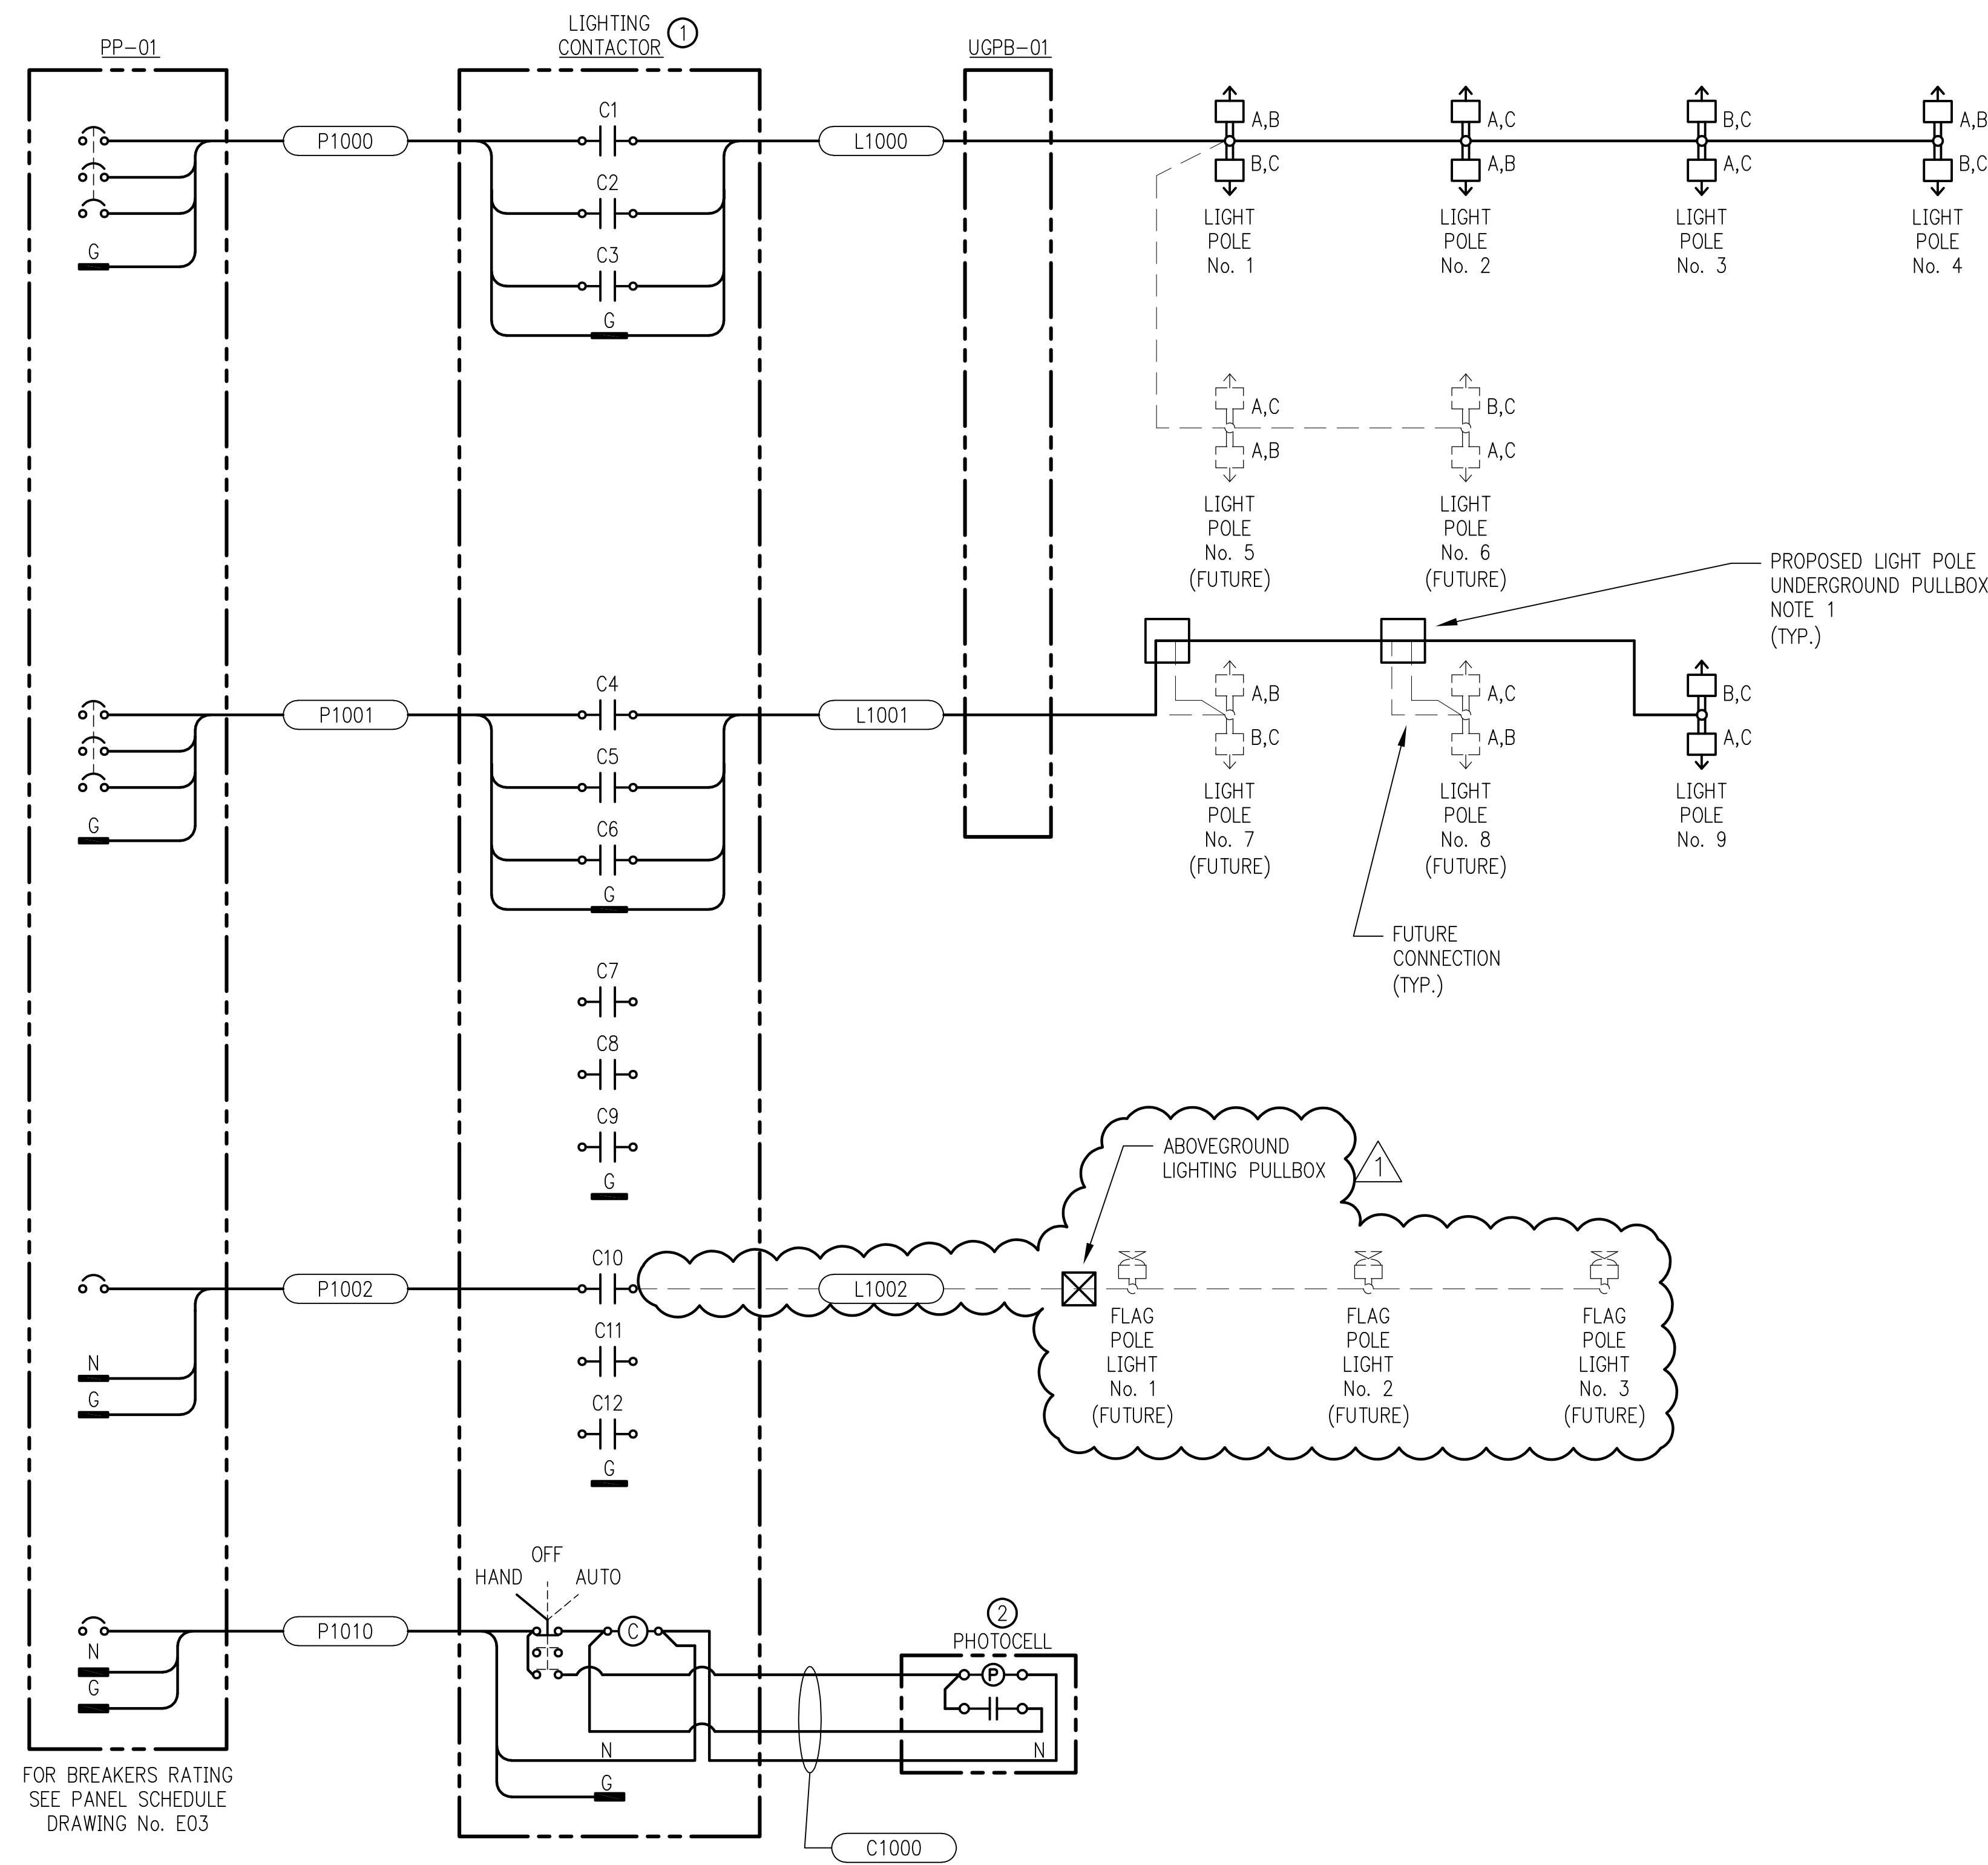 PP-01
LIGHTING
CONTACTOR
1
UGPB-01
P1000
C1
L1000
A,B
A,C
B,C
A,B
B,C
A,B
A,C
B,C
C2
G
C3
G
LIGHT
POLE
No. 1
LIGHT
POLE
No. 2
LIGHT
POLE
No. 3
LIGHT
POLE
No. 4
A,C
B,C
A,B
A,C
LIGHT
POLE
No. 5
(FUTURE)
LIGHT
POLE
No. 6
(FUTURE)
PROPOSED LIGHT POLE
UNDERGROUND PULLBOX
NOTE 1
(TYP.)
P1001
C4
L1001
A,B
A,C
B,C
B,C
A,B
A,C
C5
G
C6
G
LIGHT
POLE
No. 7
(FUTURE)
LIGHT
POLE
No. 8
(FUTURE)
LIGHT
POLE
No. 9
FUTURE
CONNECTION
(TYP.)
C7
C8
C9
G
ABOVEGROUND
LIGHTING PULLBOX
1
P1002
C10
L1002
N
G
C11
C12
G
FLAG
POLE
LIGHT
No. 1
(FUTURE)
FLAG
POLE
LIGHT
No. 2
(FUTURE)
FLAG
POLE
LIGHT
No. 3
(FUTURE)
OFF
HAND
AUTO
P1010
N
G
C
2
PHOTOCELL
P
N
N
G
C1000
FOR BREAKERS RATING
SEE PANEL SCHEDULE
DRAWING No. E03